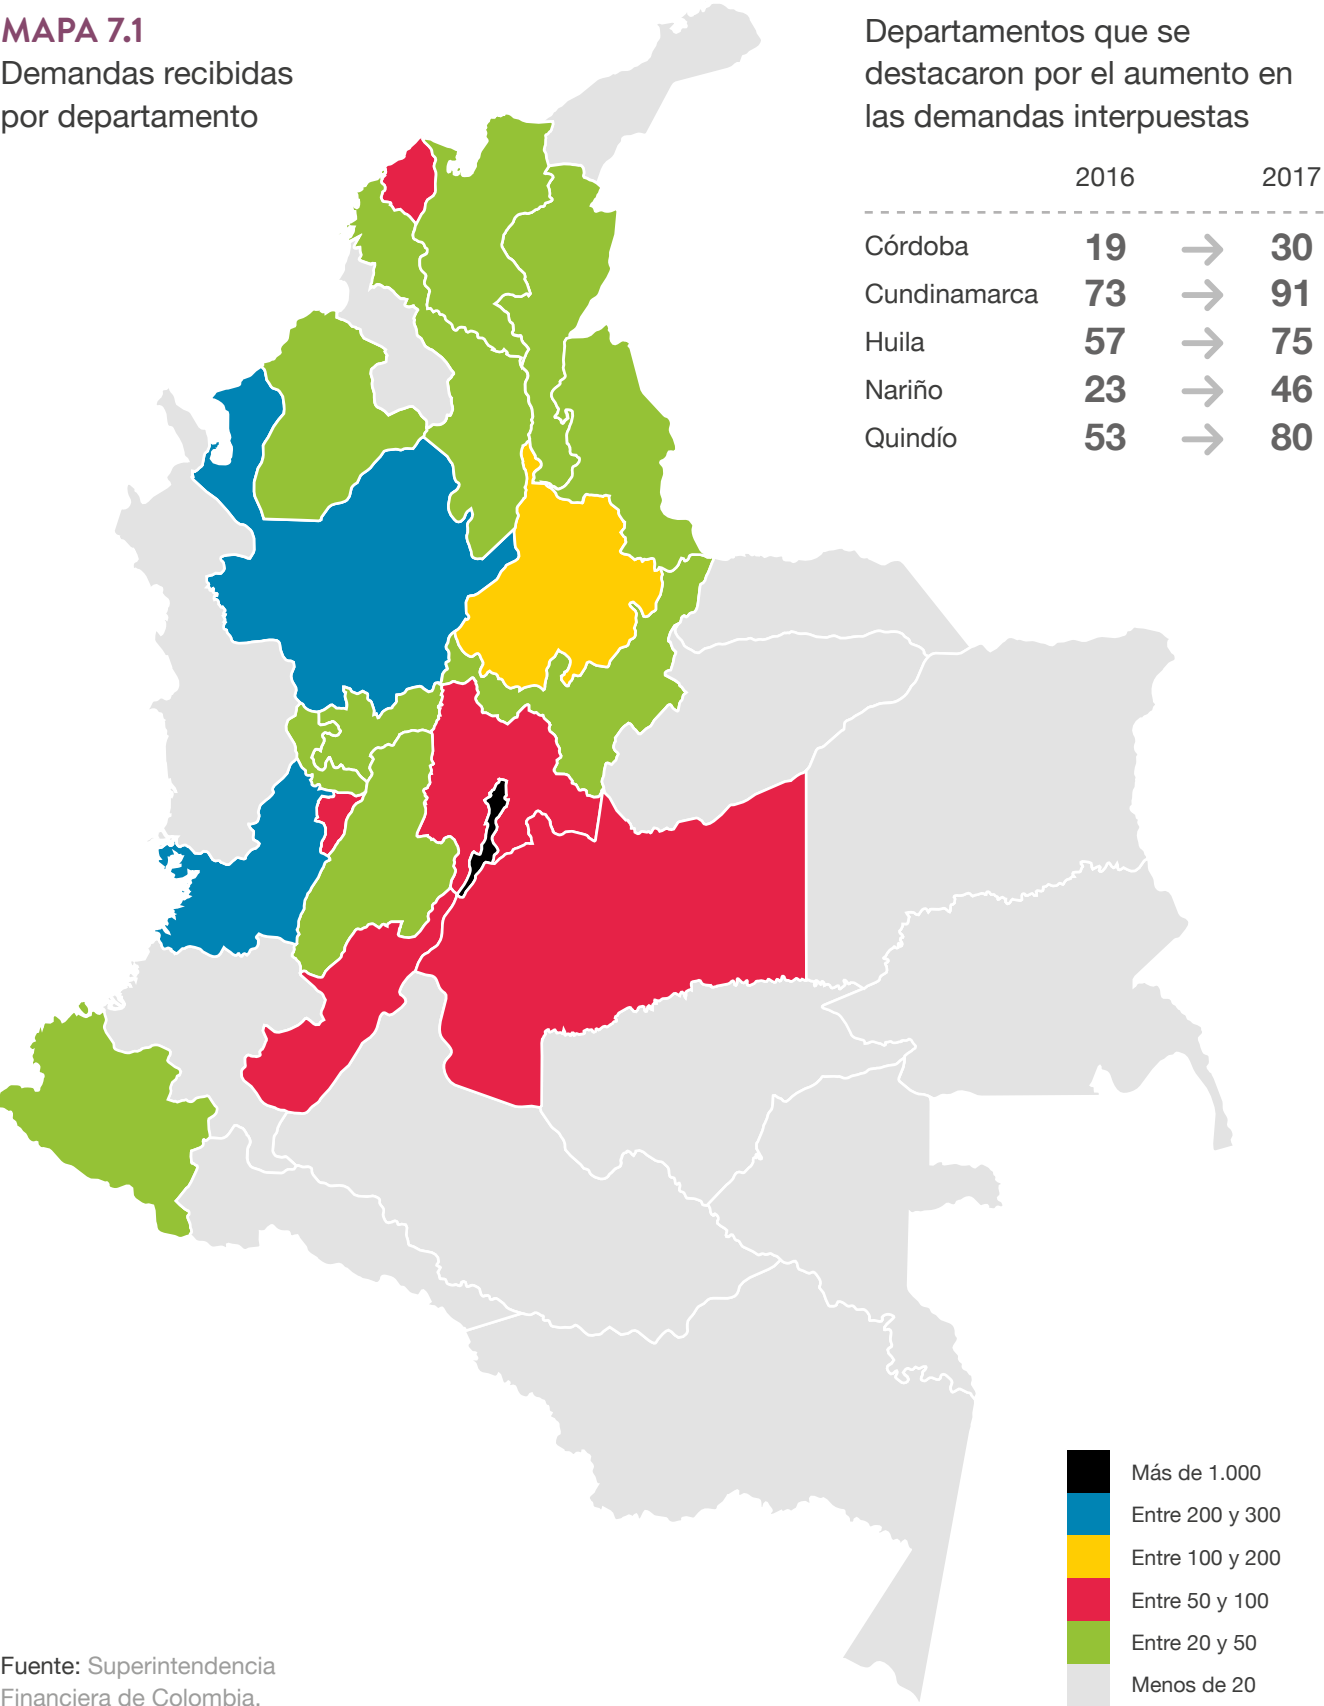 MAPA 7.1
Demandas recibidas
por departamento
Departamentos que se
destacaron por el aumento en
las demandas interpuestas
2016 2017
Córdoba 19 → 30
Cundinamarca 73 → 91
Huila 57 → 75
Nariño 23 → 46
Quindío 53 → 80
Más de 1.000
Entre 200 y 300
Entre 100 y 200
Entre 50 y 100
Entre 20 y 50
Menos de 20
Fuente: Superintendencia
Financiera de Colombia.